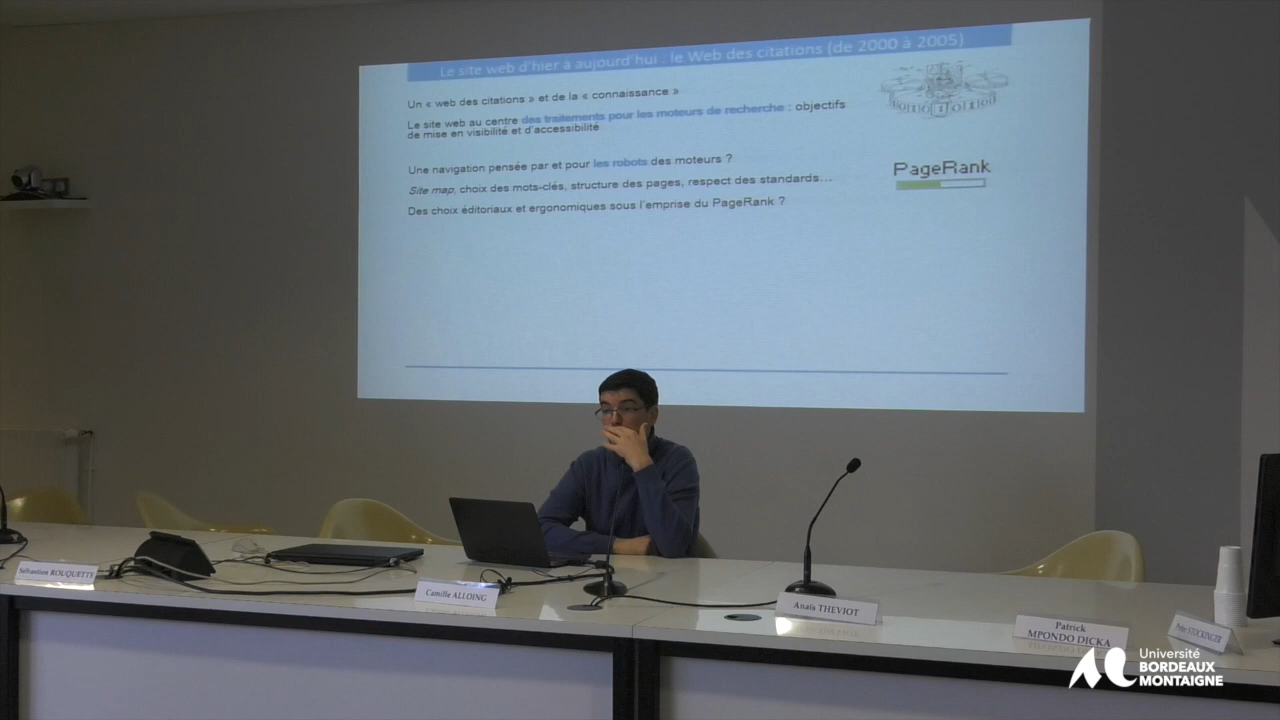 Le site web d'hier à aujourd'hui : le Web des citations (de 2000 à 2005)
Un « web des citations » et de la « connaissance »
Le site web au centre des traitements pour les moteurs de recherche : objectifs
de mise en visibilité et d'accessibilité
Une navigation pensée par et pour les robots des moteurs ?
Site map, choix des mots-clés, structure des pages, respect des standards…
Des choix éditoriaux et ergonomiques sous l'emprise du PageRank ?
PageRank
Sébastien ROUQUETTE
Camille ALLOING
Anaïs THEVIOT
Patrick
MPONDO DICKA
Peter STOCKINGER
Université
BORDEAUX
MONTAIGNE